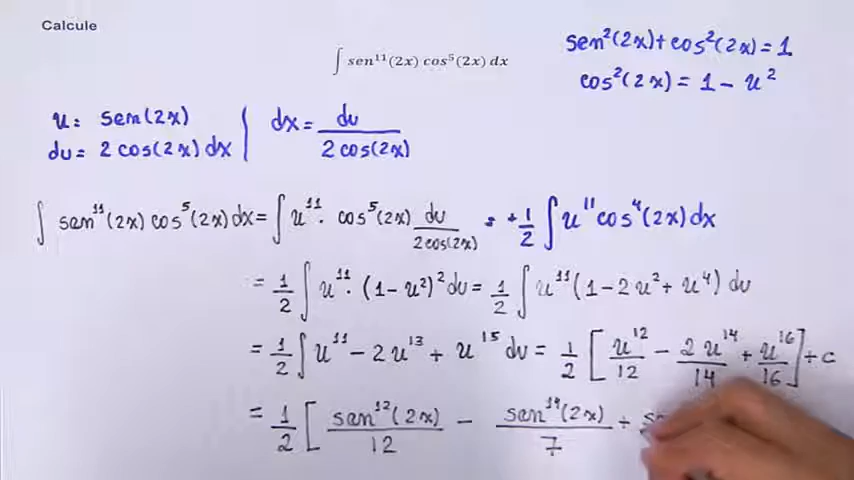 Calcule
∫ sen¹¹(2x) cos⁵(2x) dx
sen²(2x)+cos²(2x)=1
cos²(2x) = 1 - u²
u: sen(2x)
du= 2 cos(2x) dx
dx= du/2 cos(2x)
∫ sen¹¹(2x) cos⁵(2x) dx = ∫ u¹¹ · cos⁵(2x) du/2cos(2x) = +1/2 ∫ u¹¹ cos⁴(2x) dx
= 1/2 ∫ u¹¹ · (1-u²)² du = 1/2 ∫ u¹¹ (1-2u²+u⁴) du
= 1/2 ∫ u¹¹ - 2u¹³ + u¹⁵ du = 1/2 [u¹²/12 - 2u¹⁴/14 + u¹⁶/16] + c
= 1/2 [ sen¹²(2x)/12 - sen¹⁴(2x)/7 +